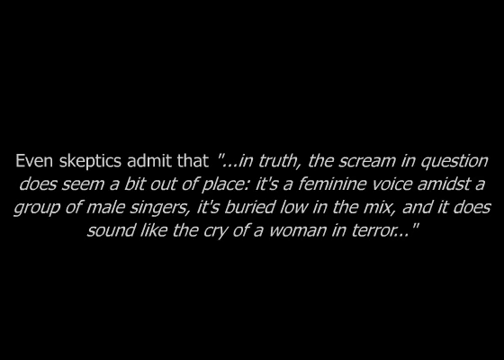 Even skeptics admit that "...in truth, the scream in question
does seem a bit out of place: it's a feminine voice amidst a
group of male singers, it's buried low in the mix, and it does
sound like the cry of a woman in terror..."